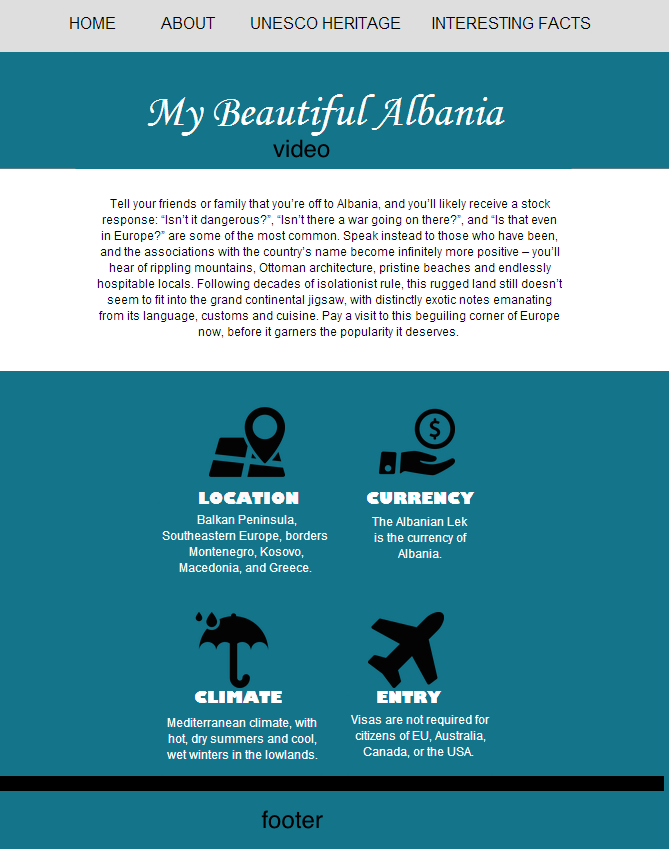 HOME ABOUT UNESCO HERITAGE INTERESTING FACTS
My Beautiful Albania
video
Tell your friends or family that you’re off to Albania, and you’ll likely receive a stock
response: “Isn’t it dangerous?”, “Isn’t there a war going on there?”, and “Is that even
in Europe?” are some of the most common. Speak instead to those who have been,
and the associations with the country’s name become infinitely more positive – you’ll
hear of rippling mountains, Ottoman architecture, pristine beaches and endlessly
hospitable locals. Following decades of isolationist rule, this rugged land still doesn’t
seem to fit into the grand continental jigsaw, with distinctly exotic notes emanating
from its language, customs and cuisine. Pay a visit to this beguiling corner of Europe
now, before it garners the popularity it deserves.
$
LOCATION
Balkan Peninsula,
Southeastern Europe, borders
Montenegro, Kosovo,
Macedonia, and Greece.
CURRENCY
The Albanian Lek
is the currency of
Albania.
CLIMATE
Mediterranean climate, with
hot, dry summers and cool,
wet winters in the lowlands.
ENTRY
Visas are not required for
citizens of EU, Australia,
Canada, or the USA.
footer